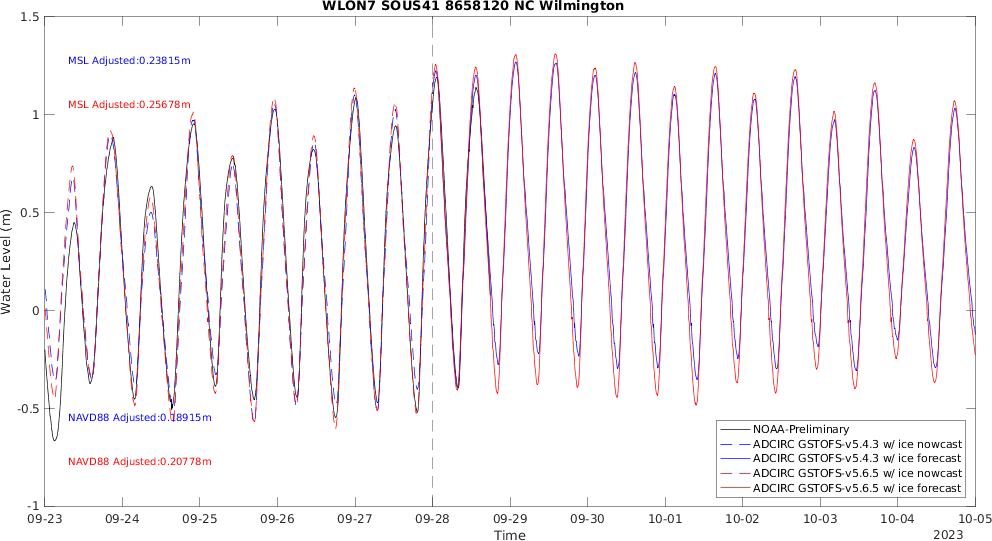 WLON7 SOUS41 8658120 NC Wilmington
1.5
1
0.5
0
-0.5
-1
Water Level (m)
MSL Adjusted:0.23815m
MSL Adjusted:0.25678m
NAVD88 Adjusted:0.18915m
NAVD88 Adjusted:0.20778m
NOAA-Preliminary
ADCIRC GSTOFS-v5.4.3 w/ ice nowcast
ADCIRC GSTOFS-v5.4.3 w/ ice forecast
ADCIRC GSTOFS-v5.6.5 w/ ice nowcast
ADCIRC GSTOFS-v5.6.5 w/ ice forecast
09-23 09-24 09-25 09-26 09-27 09-28 09-29 09-30 10-01 10-02 10-03 10-04 10-05
Time
2023